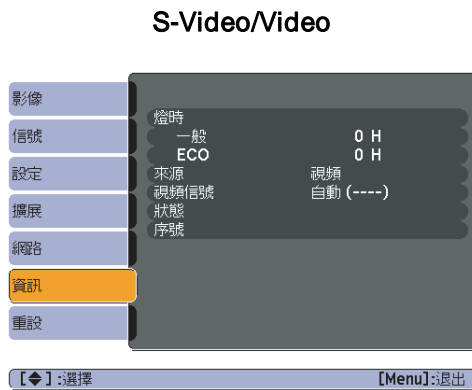 S-Video/Video
影像
信號
設定
擴展
網路
資訊
重設
燈時
一般 0 H
ECO 0 H
來源 視頻
視頻信號 自動 (----)
狀態
序號
[◆] :選擇 [Menu]:退出